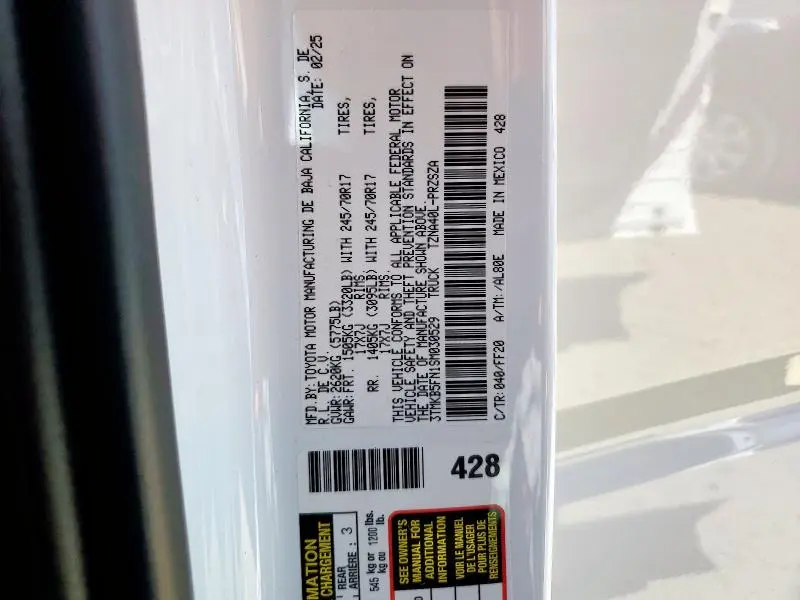 MFD.BY:TOYOTA MOTOR MANUFACTURING DE BAJA CALIFORNIA, S. DE
R.L. DE C.V. DATE: 02/25
GVWR:2620KG (5775LB)
GAWR:FRT. 1505KG (3320LB) WITH 245/70R17 TIRES,
17X7J RIMS.
RR. 1405KG (3095LB) WITH 245/70R17 TIRES,
17X7J RIMS.
THIS VEHICLE CONFORMS TO ALL APPLICABLE FEDERAL MOTOR
VEHICLE SAFETY AND THEFT PREVENTION STANDARDS IN EFFECT ON
THE DATE OF MANUFACTURE SHOWN ABOVE.
3TMKB5FN1SM030529 TRUCK TZNA40L-PRZSZA
C/TR: 040/FF20 A/TM: /AL80E MADE IN MEXICO 428
428
MATION
CHARGEMENT
REAR
ARRIÈRE : 3
545 kg or 1200 lbs.
kg ou lb.
SEE OWNER'S
MANUAL FOR
ADDITIONAL
INFORMATION
VOIR LE MANUEL
DE L'USAGER
POUR PLUS DE
RENSEIGNEMENTS